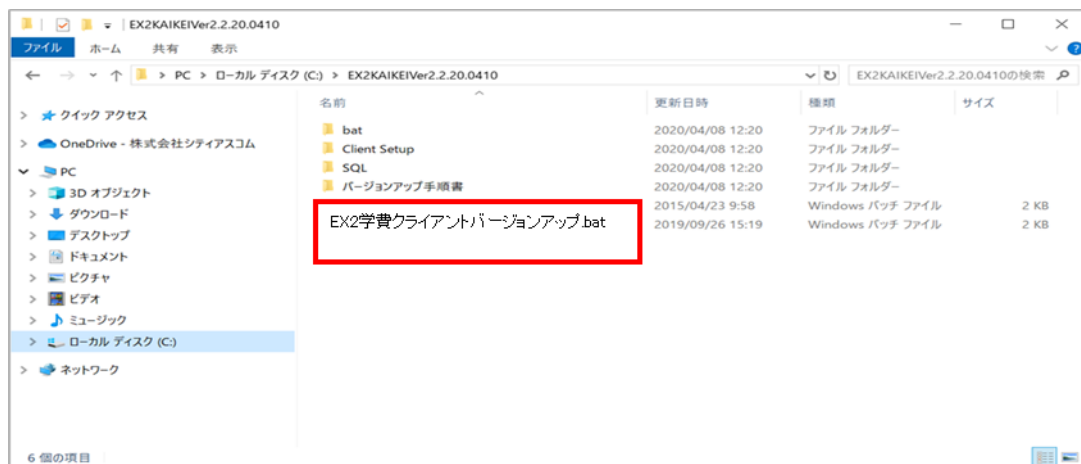 EX2KAIKEIVer2.2.20.0410
ファイル ホーム 共有 表示
PC > ローカル ディスク (C:) > EX2KAIKEIVer2.2.20.0410 EX2KAIKEIVer2.2.20.0410の検索
名前 更新日時 種類 サイズ
クイック アクセス
OneDrive - 株式会社シティアスコム
PC
3D オブジェクト
ダウンロード
デスクトップ
ドキュメント
ピクチャ
ビデオ
ミュージック
ローカル ディスク (C:)
ネットワーク
bat 2020/04/08 12:20 ファイル フォルダー
Client Setup 2020/04/08 12:20 ファイル フォルダー
SQL 2020/04/08 12:20 ファイル フォルダー
バージョンアップ手順書 2020/04/08 12:20 ファイル フォルダー
2015/04/23 9:58 Windows バッチ ファイル 2 KB
EX2学費クライアントバージョンアップ.bat
2019/09/26 15:19 Windows バッチ ファイル 2 KB
6 個の項目